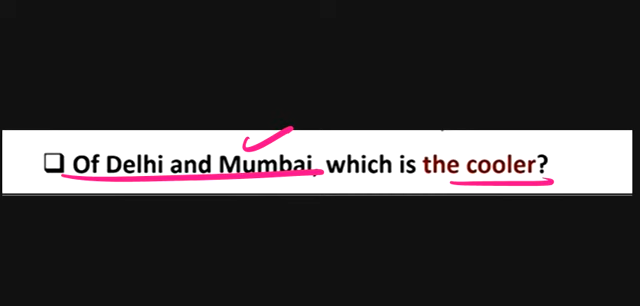 ❑ Of Delhi and Mumbai, which is the cooler?